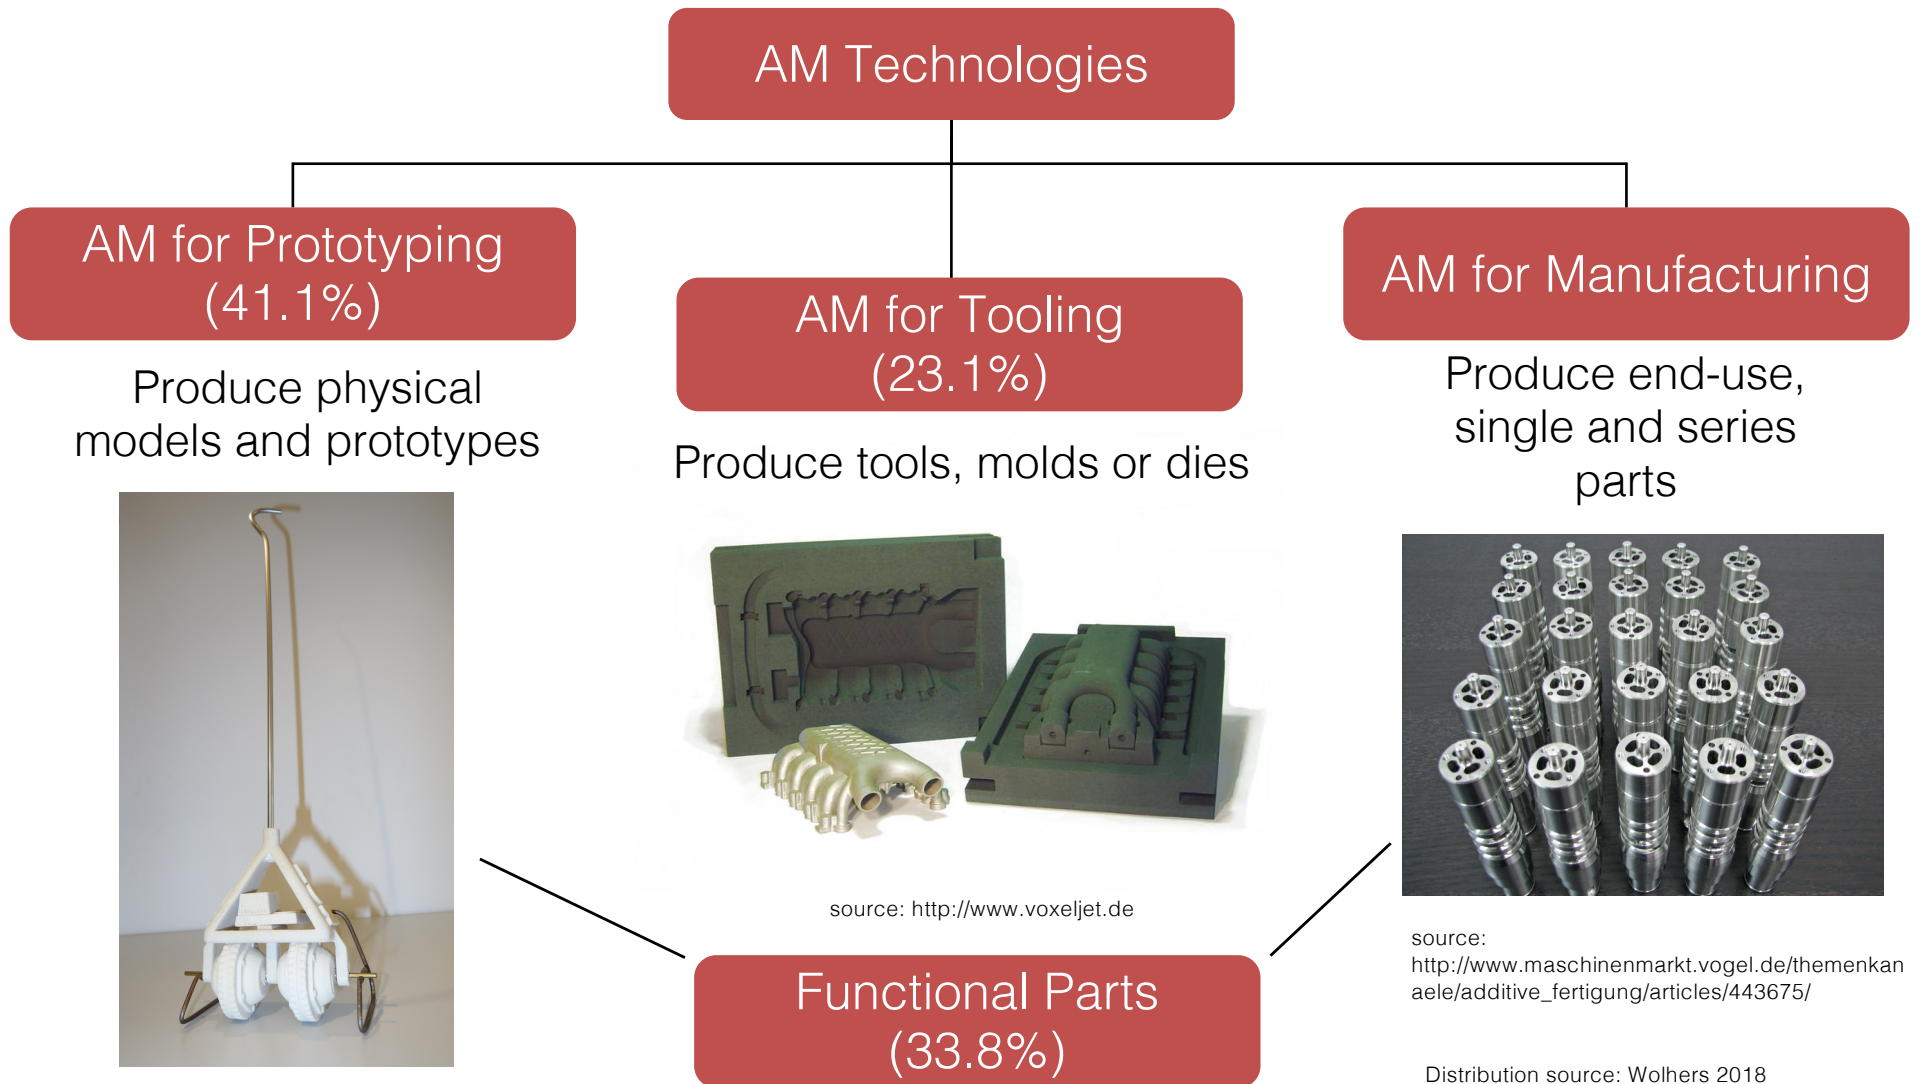 AM Technologies
AM for Prototyping
(41.1%)
Produce physical
models and prototypes
AM for Tooling
(23.1%)
Produce tools, molds or dies
source: http://www.voxeljet.de
AM for Manufacturing
Produce end-use,
single and series
parts
source:
http://www.maschinenmarkt.vogel.de/themenkan
aele/additive_fertigung/articles/443675/
Functional Parts
(33.8%)
Distribution source: Wolhers 2018